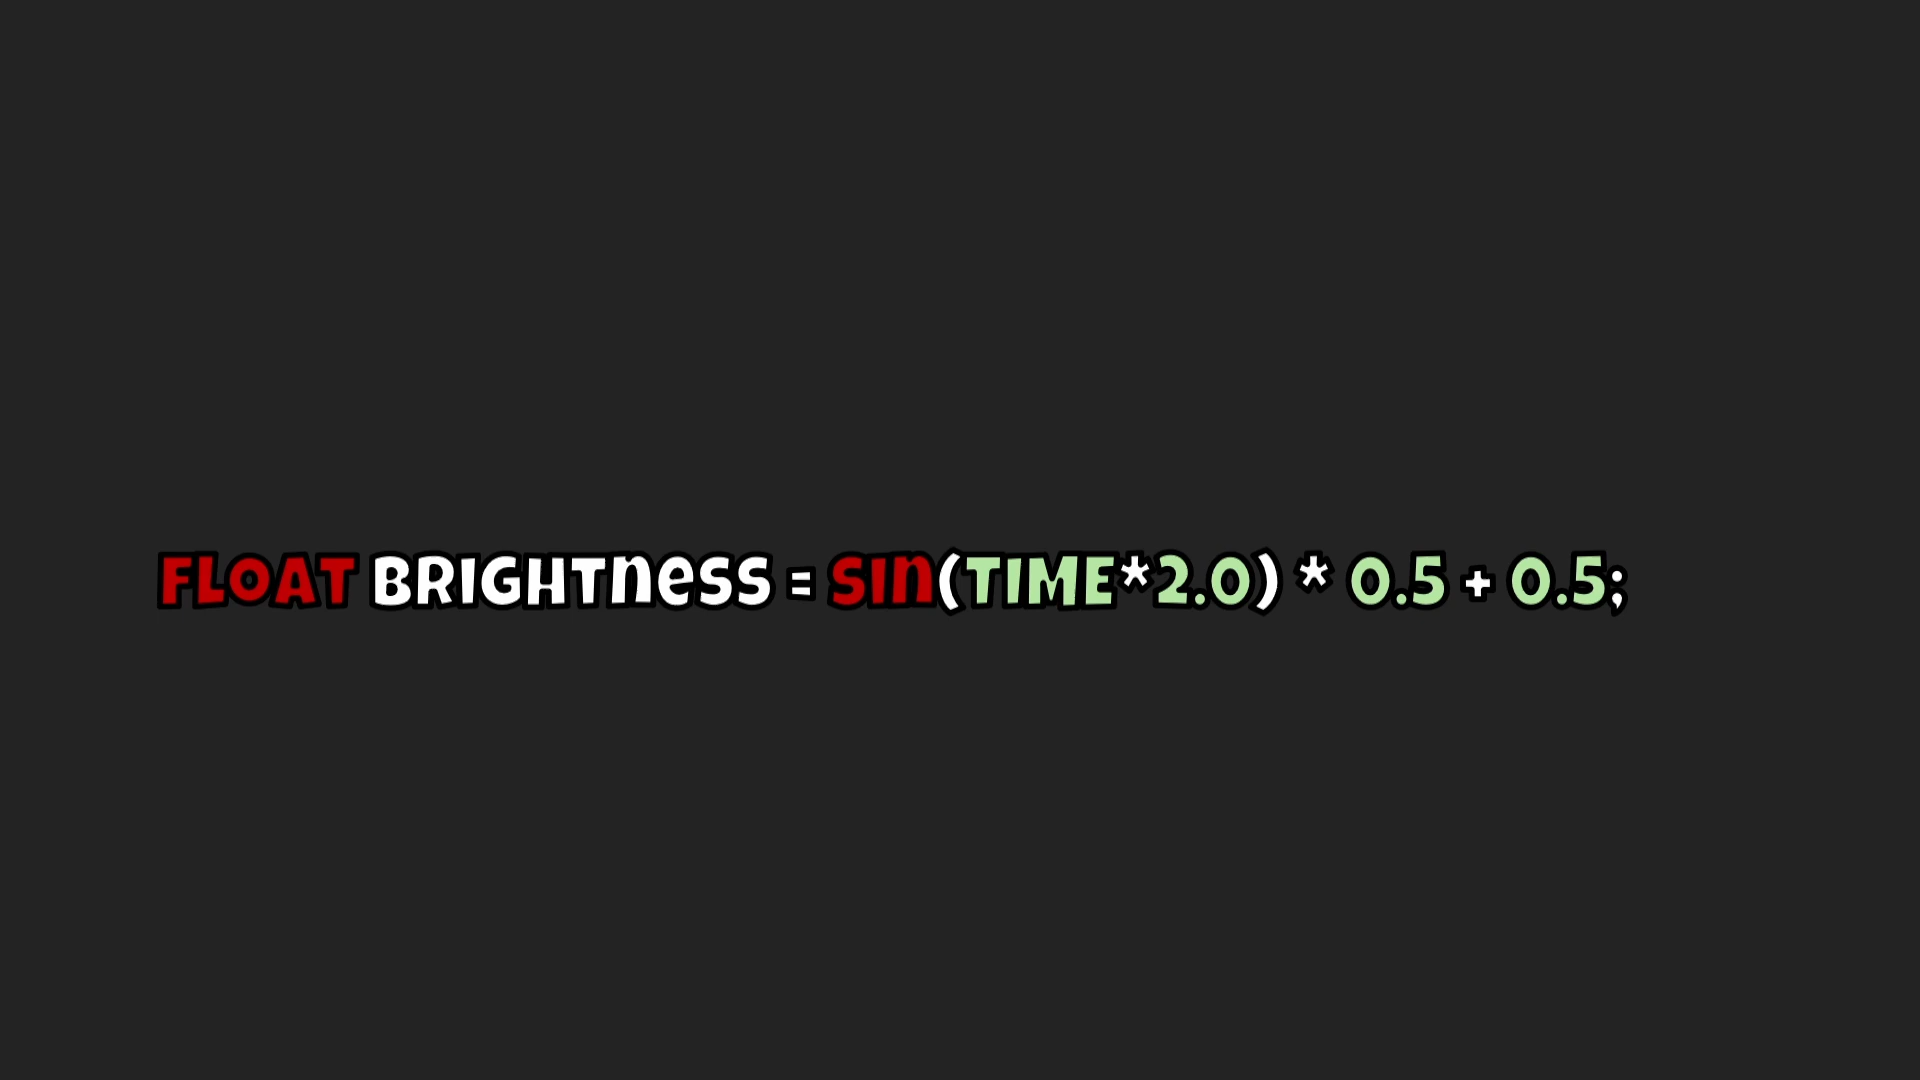 FLOAT BRIGHTness = sin(TIME*2.0) * 0.5 + 0.5;